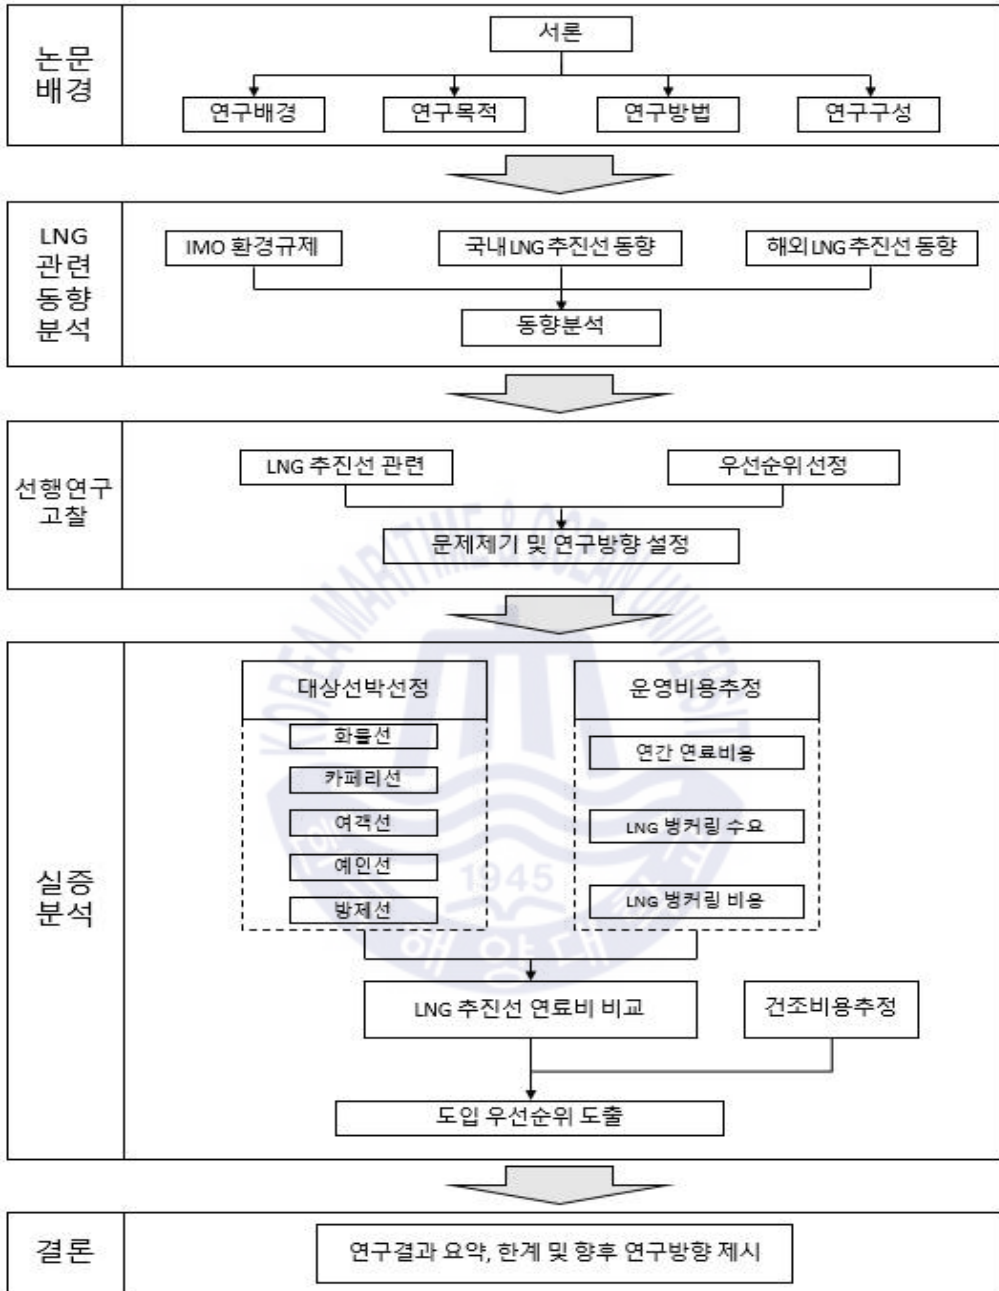 논문
배경
서론
연구배경
연구목적
연구방법
연구구성
LNG
관련
동향
분석
IMO 환경규제
국내 LNG 추진선 동향
해외 LNG 추진선 동향
동향분석
선행연구
고찰
LNG 추진선 관련
우선순위 선정
문제제기 및 연구방향 설정
KOREA MARITIME & OCEAN UNIVERSITY
실증
분석
대상선박선정
화물선
카페리선
여객선
예인선
방제선
운영비용추정
연간 연료비용
LNG 벙커링 수요
LNG 벙커링 비용
1945
해양대
LNG 추진선 연료비 비교
건조비용추정
도입 우선순위 도출
결론
연구결과 요약, 한계 및 향후 연구방향 제시